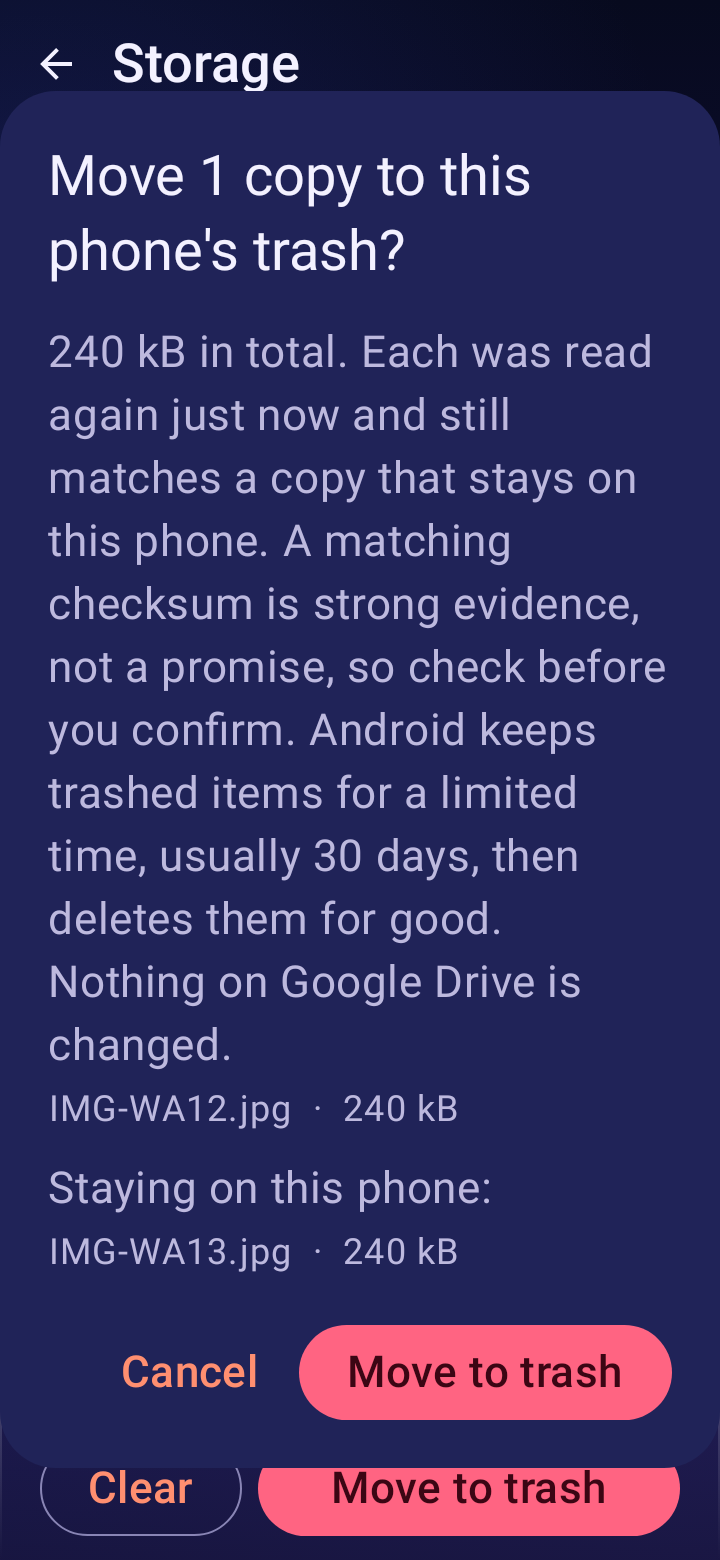 Storage
Move 1 copy to this
phone's trash?
240 kB in total. Each was read
again just now and still
matches a copy that stays on
this phone. A matching
checksum is strong evidence,
not a promise, so check before
you confirm. Android keeps
trashed items for a limited
time, usually 30 days, then
deletes them for good.
Nothing on Google Drive is
changed.
IMG-WA12.jpg · 240 kB
Staying on this phone:
IMG-WA13.jpg · 240 kB
Cancel Move to trash
Clear Move to trash